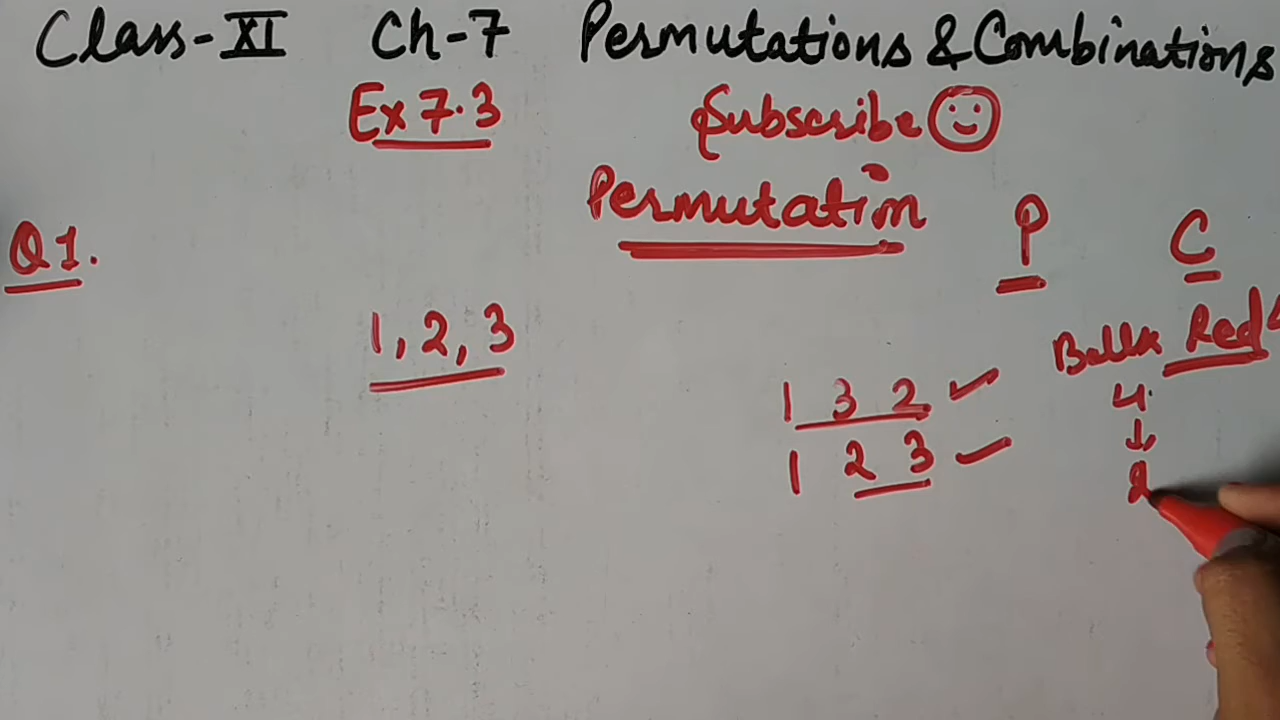 Class-XI Ch-7 Permutations & Combinations
Ex 7.3 Subscribe
Permutation P C
Q1.
1, 2, 3
Balls Red
1 3 2 4
1 2 3
2